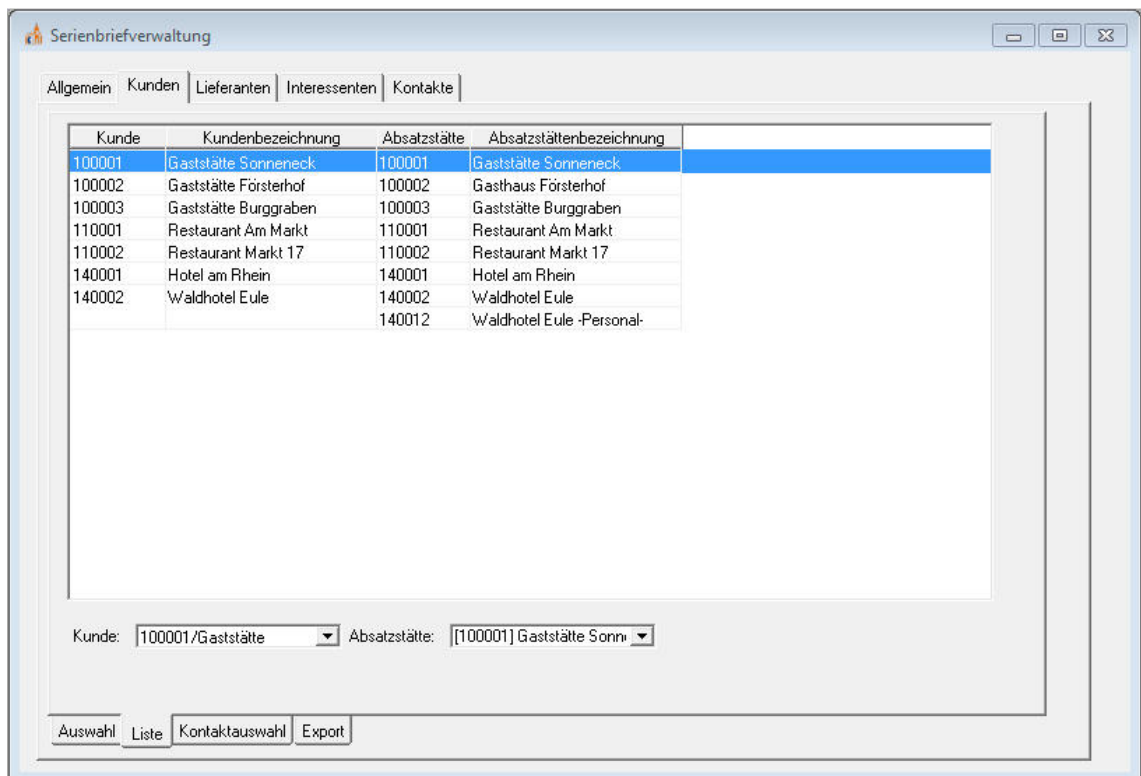 Serienbriefverwaltung
Allgemein Kunden Lieferanten Interessenten Kontakte
Kunde Kundenbezeichnung Absatzstätte Absatzstättenbezeichnung
100001 Gaststätte Sonneneck 100001 Gaststätte Sonneneck
100002 Gaststätte Försterhof 100002 Gasthaus Försterhof
100003 Gaststätte Burggraben 100003 Gaststätte Burggraben
110001 Restaurant Am Markt 110001 Restaurant Am Markt
110002 Restaurant Markt 17 110002 Restaurant Markt 17
140001 Hotel am Rhein 140001 Hotel am Rhein
140002 Waldhotel Eule 140002 Waldhotel Eule
140012 Waldhotel Eule -Personal-
Kunde: 100001/Gaststätte Absatzstätte: [100001] Gaststätte Sonn
Auswahl Liste Kontaktauswahl Export